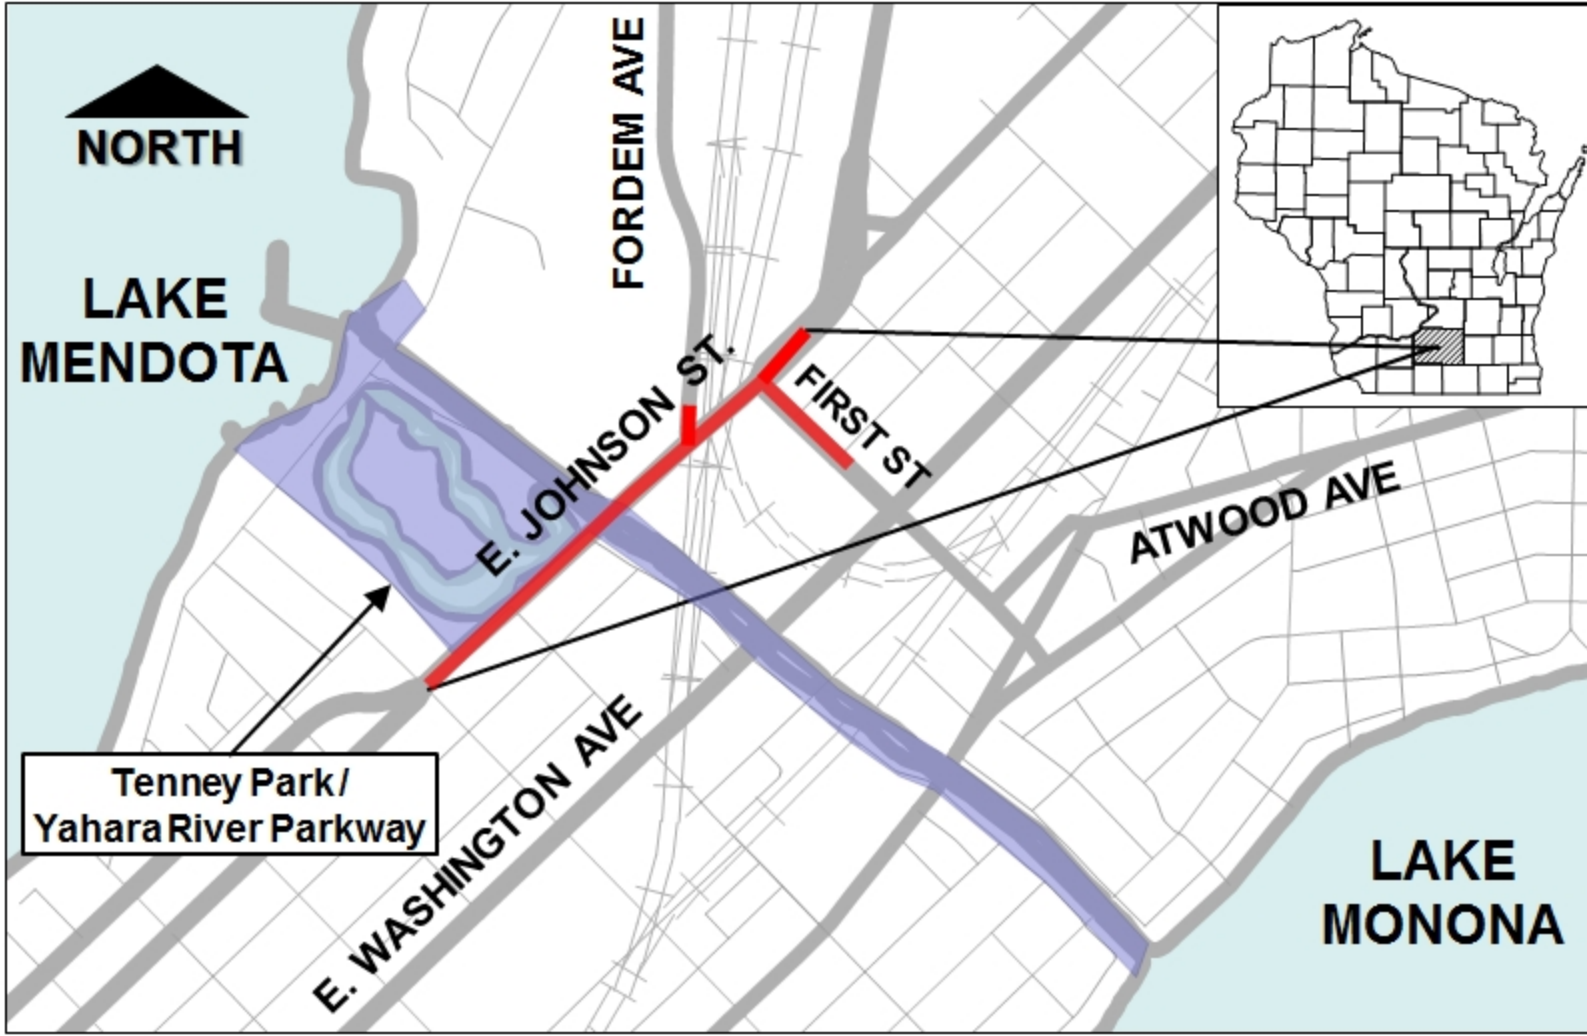 NORTH
LAKE
MENDOTA
FORDEM AVE
E. JOHNSON ST.
FIRST ST
ATWOOD AVE
E. WASHINGTON AVE
Tenney Park /
Yahara River Parkway
LAKE
MONONA